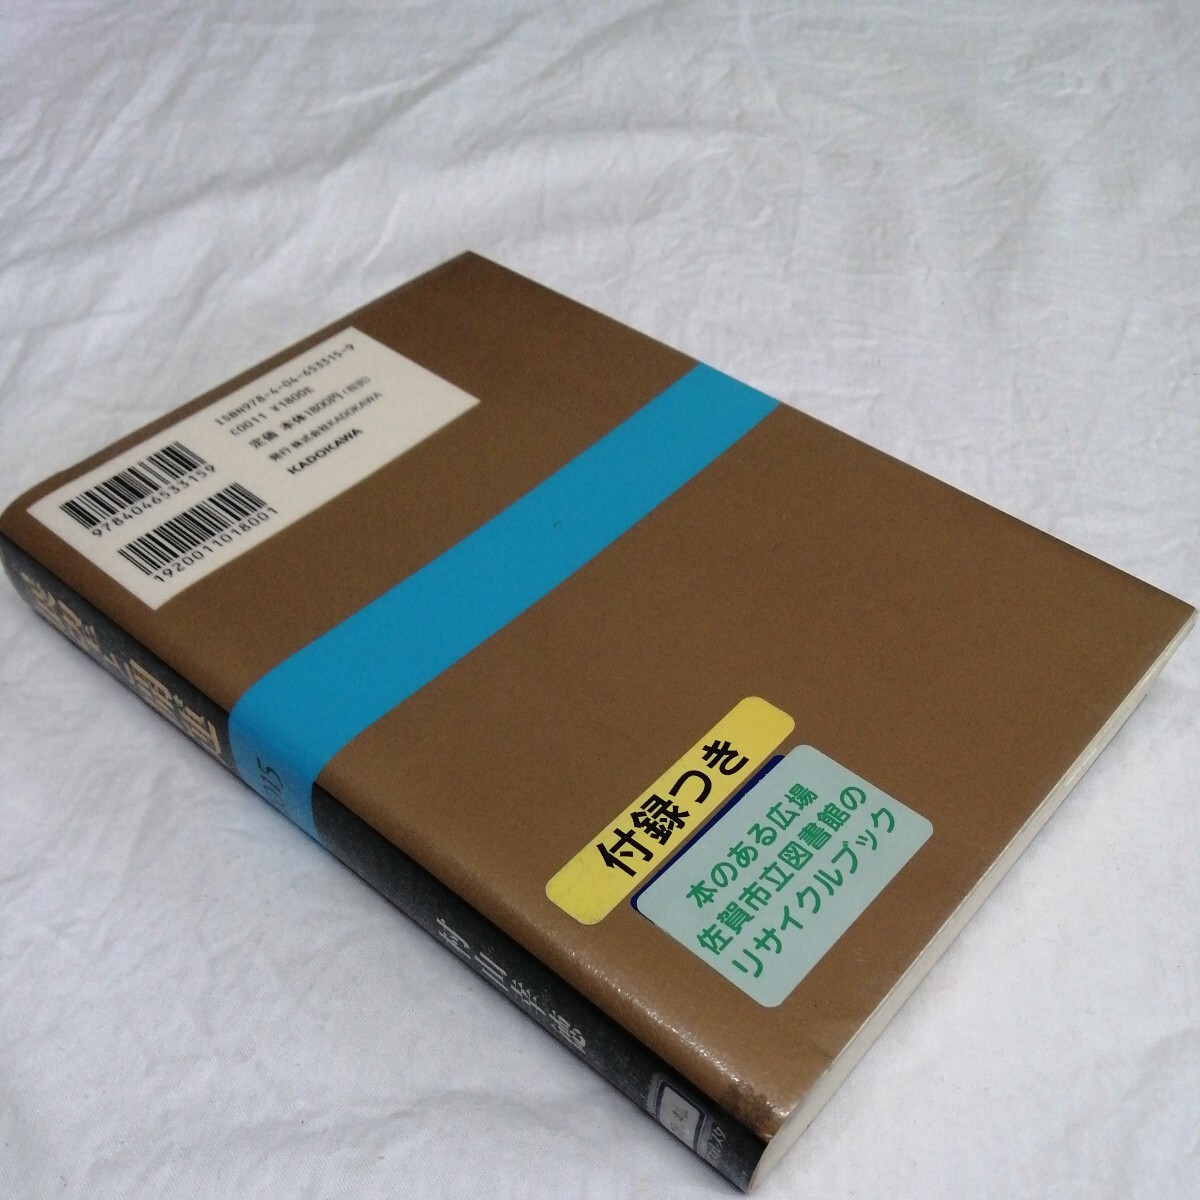 ISBN978-4-04-653315-9
C0011 ¥1800E
定価 本体1800円(税別)
発行 株式会社KADOKAWA
KADOKAWA
9784046533159
1920011018001
2015
付録つき
本のある広場
佐賀市立図書館の
リサイクルブック